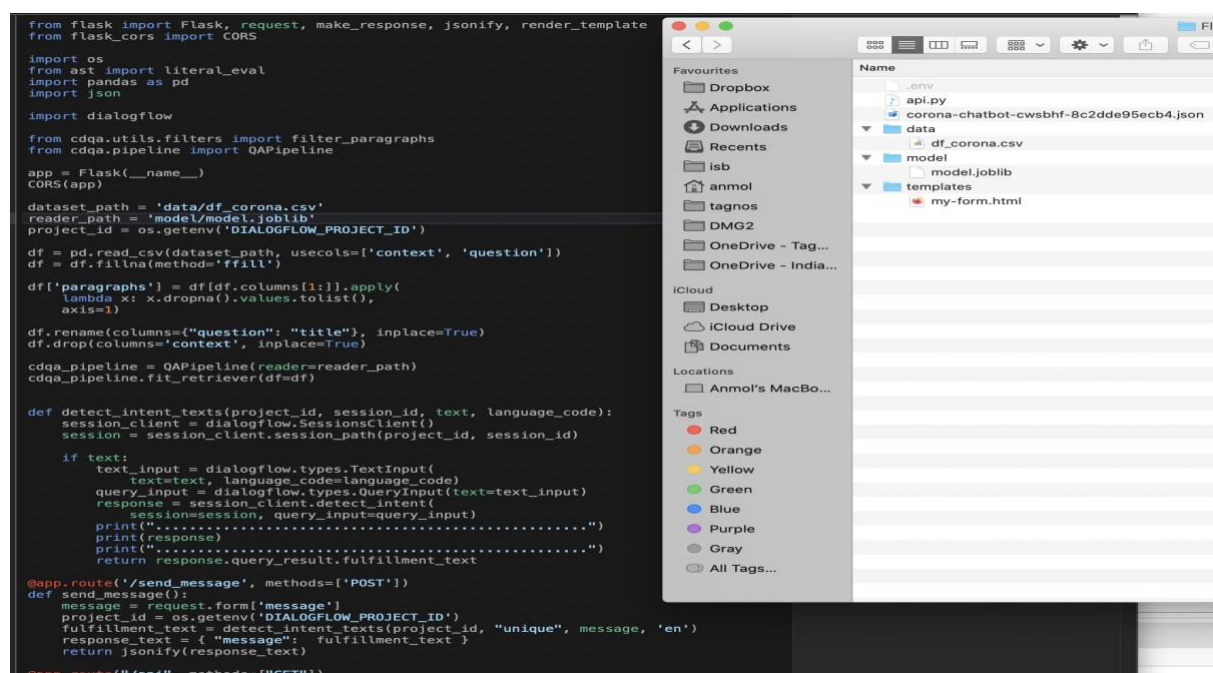 from flask import Flask, request, make_response, jsonify, render_template
from flask_cors import CORS
import os
from ast import literal_eval
import pandas as pd
import json
import dialogflow
from cdqa.utils.filters import filter_paragraphs
from cdqa.pipeline import QAPipeline
app = Flask(__name__)
CORS(app)
dataset_path = 'data/df_corona.csv'
reader_path = 'model/model.joblib'
project_id = os.getenv('DIALOGFLOW_PROJECT_ID')
df = pd.read_csv(dataset_path, usecols=['context', 'question'])
df = df.fillna(method='ffill')
df['paragraphs'] = df[df.columns[1:]].apply(
    lambda x: x.dropna().values.tolist(),
    axis=1)
df.rename(columns={"question": "title"}, inplace=True)
df.drop(columns='context', inplace=True)
cdqa_pipeline = QAPipeline(reader=reader_path)
cdqa_pipeline.fit_retriever(df=df)
def detect_intent_texts(project_id, session_id, text, language_code):
    session_client = dialogflow.SessionsClient()
    session = session_client.session_path(project_id, session_id)
    if text:
        text_input = dialogflow.types.TextInput(
            text=text, language_code=language_code)
        query_input = dialogflow.types.QueryInput(text=text_input)
        response = session_client.detect_intent(
            session=session, query_input=query_input)
        print("...................................................")
        print(response)
        print("...................................................")
        return response.query_result.fulfillment_text
@app.route('/send_message', methods=['POST'])
def send_message():
    message = request.form['message']
    project_id = os.getenv('DIALOGFLOW_PROJECT_ID')
    fulfillment_text = detect_intent_texts(project_id, "unique", message, 'en')
    response_text = { "message":  fulfillment_text }
    return jsonify(response_text)
@app.route("/api", methods=["GET"])
Fl
Favourites
Dropbox
Applications
Downloads
Recents
isb
anmol
tagnos
DMG2
OneDrive - Tag...
OneDrive - India...
iCloud
Desktop
iCloud Drive
Documents
Locations
Anmol's MacBo...
Tags
Red
Orange
Yellow
Green
Blue
Purple
Gray
All Tags...
Name
.env
api.py
corona-chatbot-cwsbhf-8c2dde95ecb4.json
data
df_corona.csv
model
model.joblib
templates
my-form.html